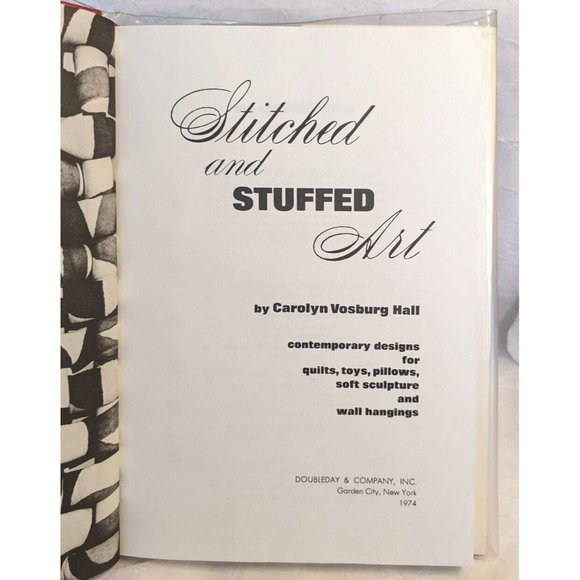 Stitched
and
STUFFED
Art
by Carolyn Vosburg Hall
contemporary designs
for
quilts, toys, pillows,
soft sculpture
and
wall hangings
DOUBLEDAY & COMPANY, INC.
Garden City, New York
1974